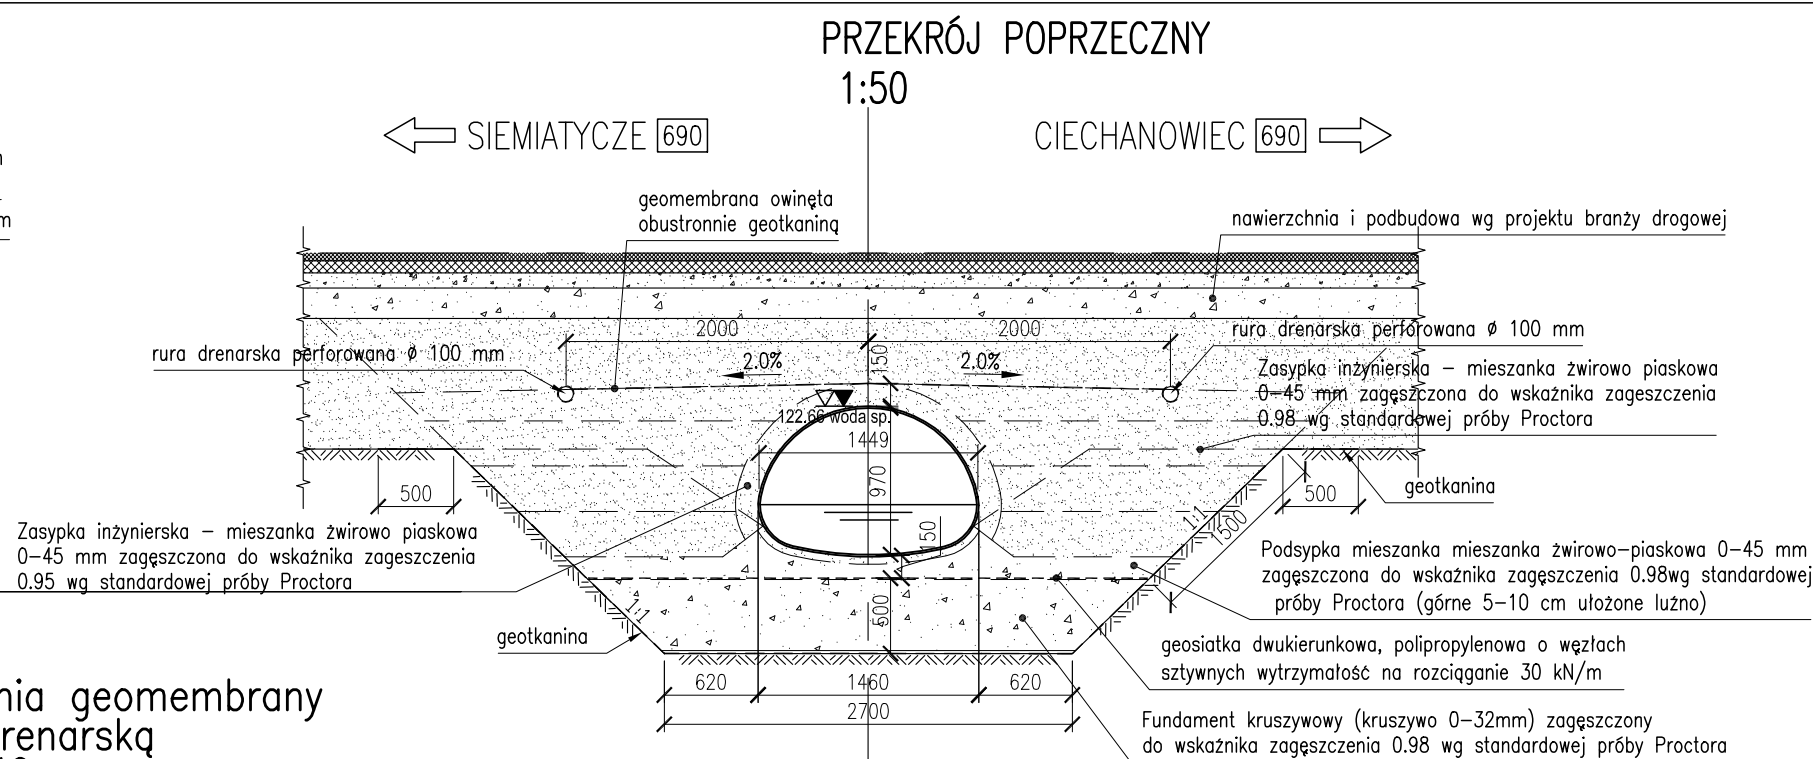 PRZEKRÓJ POPRZECZNY
1:50
SIEMIATYCZE 690
CIECHANOWIEC 690
m
geomembrana owinęta
obustronnie geotkaniną
nawierzchnia i podbudowa wg projektu branży drogowej
2000
2000
rura drenarska perforowana ø 100 mm
rura drenarska perforowana ø 100 mm
2.0%
150
2.0%
Zasypka inżynierska – mieszanka żwirowo piaskowa
0–45 mm zagęszczona do wskaźnika zageszczenia
0.98 wg standardowej próby Proctora
122.66 woda sp.
1449
970
150
500
500
geotkanina
1:1
1500
Zasypka inżynierska – mieszanka żwirowo piaskowa
0–45 mm zagęszczona do wskaźnika zageszczenia
0.95 wg standardowej próby Proctora
Podsypka mieszanka mieszanka żwirowo–piaskowa 0–45 mm
zagęszczona do wskaźnika zagęszczenia 0.98wg standardowej
próby Proctora (górne 5–10 cm ułożone luźno)
1:1
500
geotkanina
geosiatka dwukierunkowa, polipropylenowa o węzłach
sztywnych wytrzymałość na rozciąganie 30 kN/m
620
1460
620
2700
nia geomembrany
renarską
Fundament kruszywowy (kruszywo 0–32mm) zagęszczony
do wskaźnika zagęszczenia 0.98 wg standardowej próby Proctora